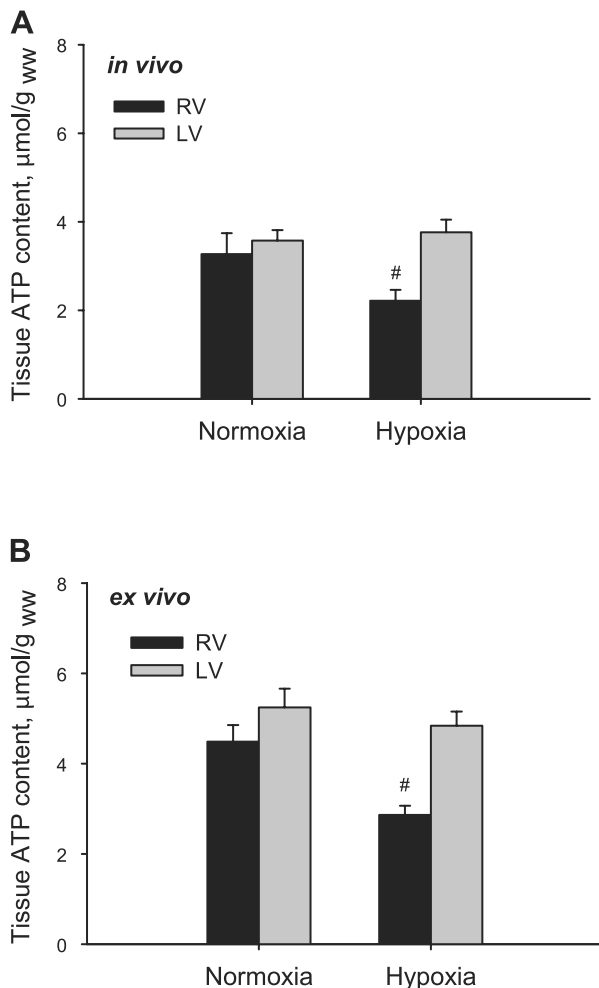 A
Tissue ATP content, µmol/g ww
8
6
4
2
0
in vivo
RV
LV
#
Normoxia
Hypoxia
B
Tissue ATP content, µmol/g ww
8
6
4
2
0
ex vivo
RV
LV
#
Normoxia
Hypoxia